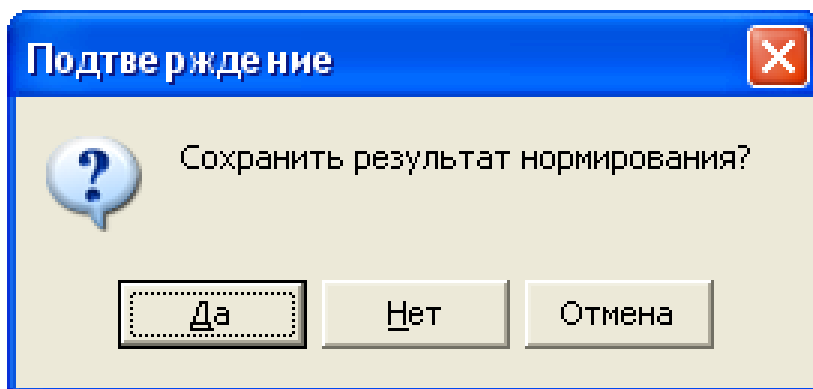 Подтверждение
Сохранить результат нормирования?
Да
Нет
Отмена